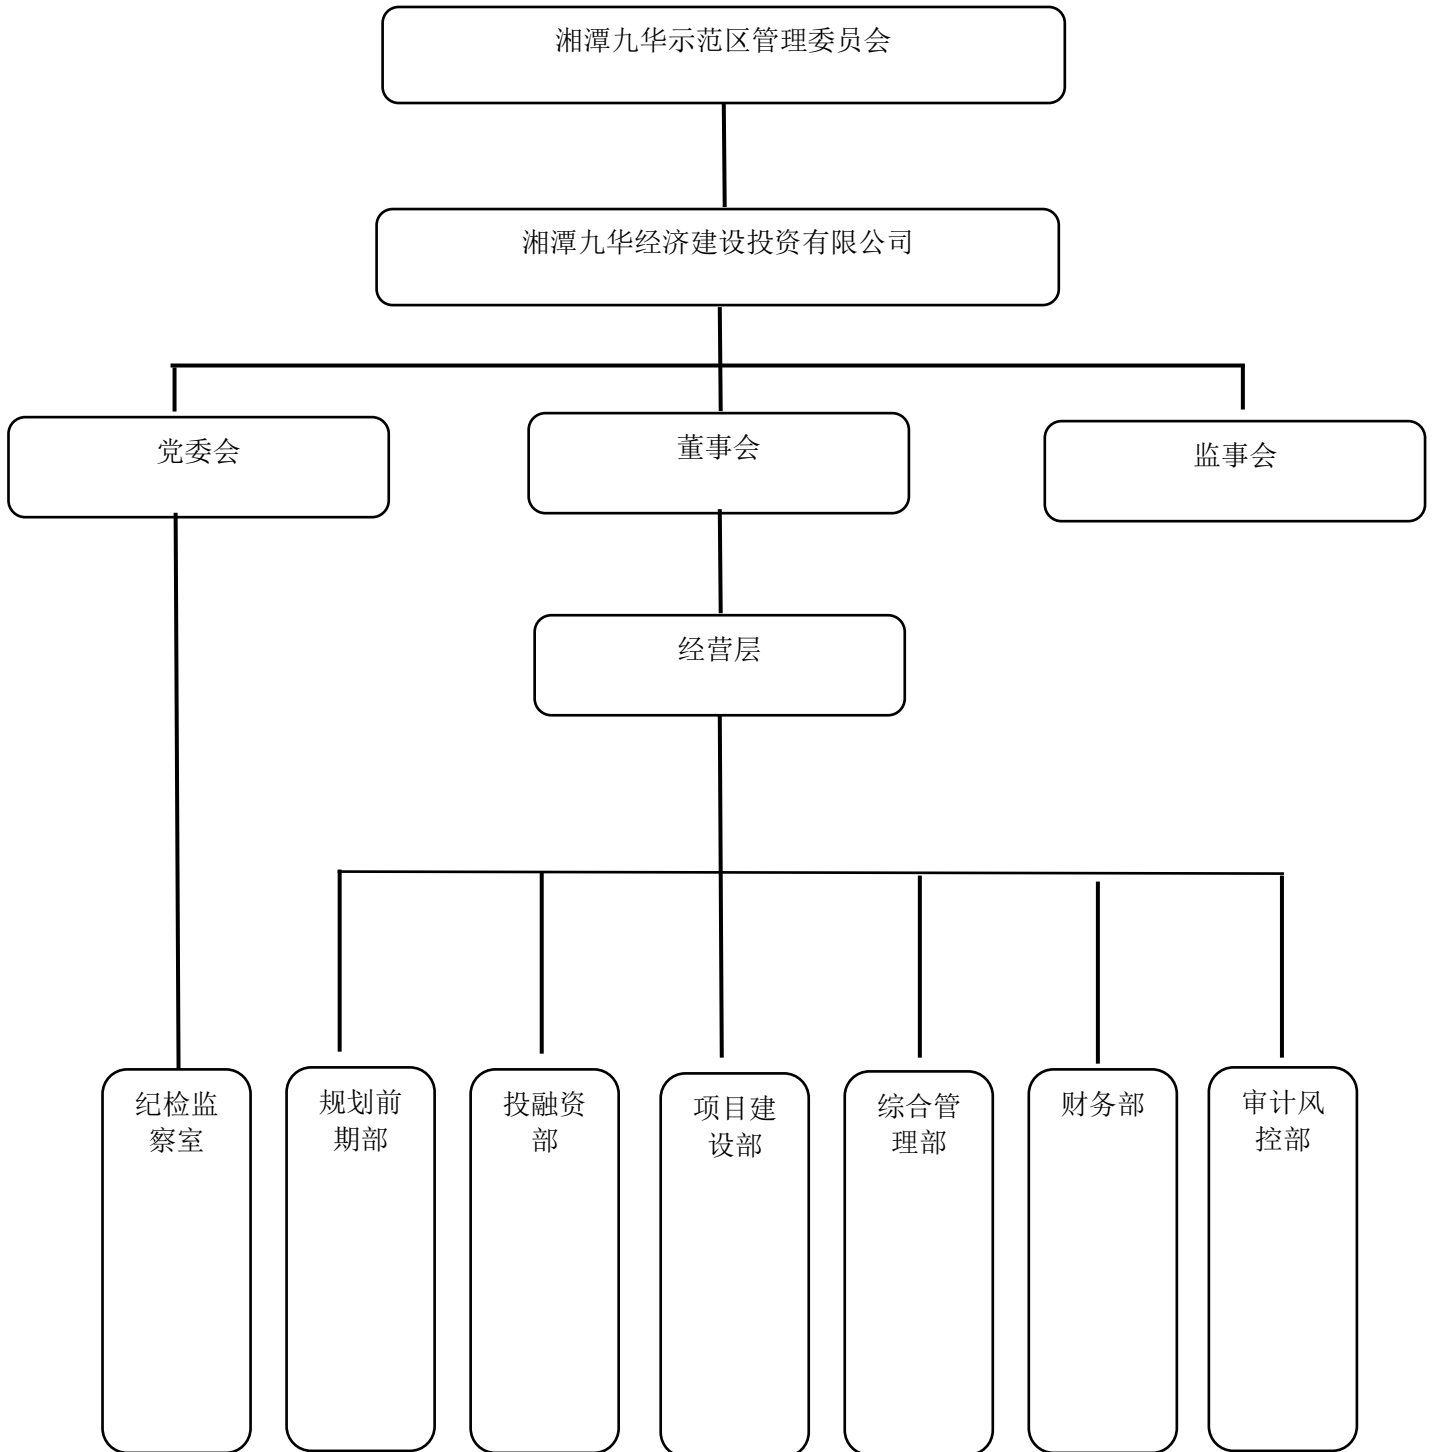 湘潭九华示范区管理委员会
湘潭九华经济建设投资有限公司
党委会
董事会
监事会
经营层
纪检监
察室
规划前
期部
投融资
部
项目建
设部
综合管
理部
财务部
审计风
控部